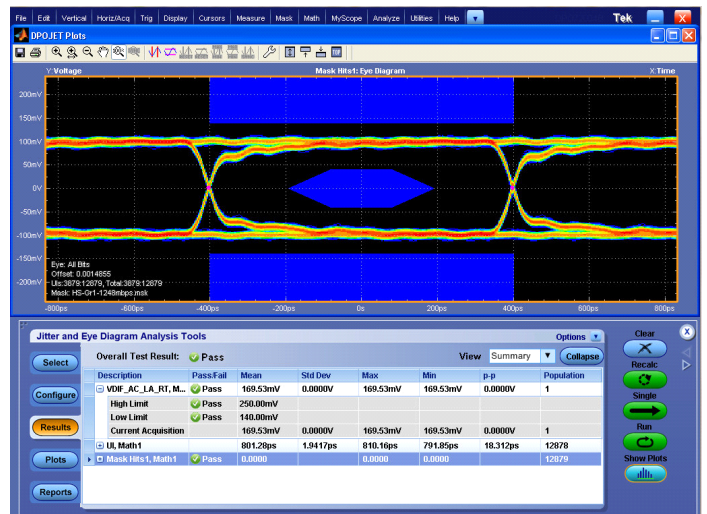 File Edit Vertical Horiz/Acq Trig Display Cursors Measure Mask Math MyScope Analyze Utilities Help Tek
DPOJET Plots
Y:Voltage Mask Hits1: Eye Diagram X:Time
200mV
150mV
100mV
50mV
0V
-50mV
-100mV
-150mV
-200mV
Eye: All Bits
Offset: 0.0014855
UIs:3879:12879, Total:3879:12879
Mask: HS-Gr1-1248mbps.msk
-800ps -600ps -400ps -200ps 0s 200ps 400ps 600ps 800ps
Jitter and Eye Diagram Analysis Tools Options Clear X
Overall Test Result: Pass View Summary Collapse
Select
Recalc
Description Pass/Fail Mean Std Dev Max Min p-p Population
VDIF_AC_LA_RT, M... Pass 169.53mV 0.0000V 169.53mV 169.53mV 0.0000V 1
Configure
High Limit Pass 250.00mV
Single
Low Limit Pass 140.00mV
Results
Current Acquisition 169.53mV 0.0000V 169.53mV 169.53mV 0.0000V 1
Run
UI, Math1 801.28ps 1.9417ps 810.16ps 791.85ps 18.312ps 12878
Plots
Mask Hits1, Math1 Pass 0.0000 0.0000 0.0000 12879
Show Plots
Reports